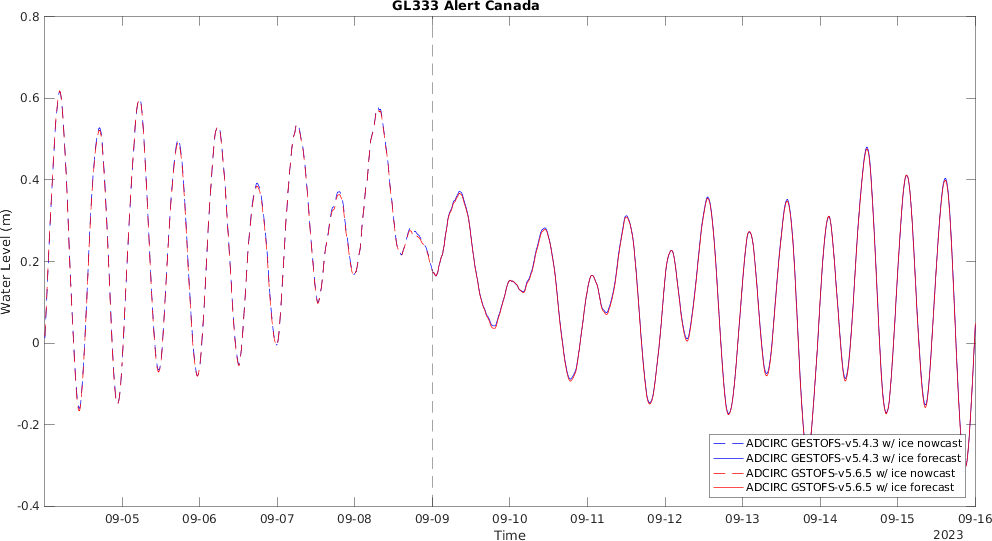 GL333 Alert Canada
0.8
0.6
0.4
0.2
0
-0.2
-0.4
Water Level (m)
ADCIRC GESTOFS-v5.4.3 w/ ice nowcast
ADCIRC GESTOFS-v5.4.3 w/ ice forecast
ADCIRC GSTOFS-v5.6.5 w/ ice nowcast
ADCIRC GSTOFS-v5.6.5 w/ ice forecast
09-05 09-06 09-07 09-08 09-09 09-10 09-11 09-12 09-13 09-14 09-15 09-16
Time
2023